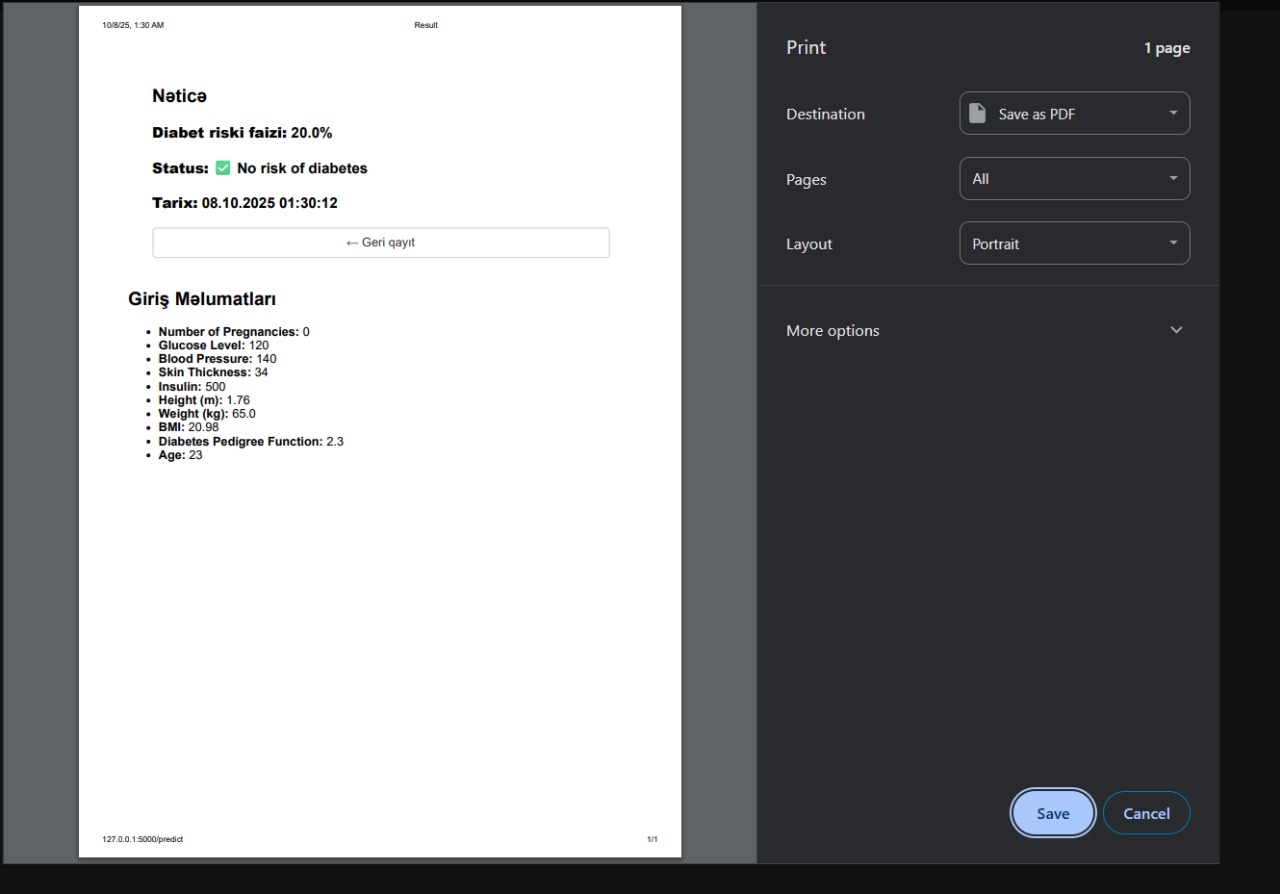 10/8/25, 1:30 AM Result
Nəticə
Diabet riski faizi: 20.0%
Status: ✅ No risk of diabetes
Tarix: 08.10.2025 01:30:12
← Geri qayıt
Giriş Məlumatları
• Number of Pregnancies: 0
• Glucose Level: 120
• Blood Pressure: 140
• Skin Thickness: 34
• Insulin: 500
• Height (m): 1.76
• Weight (kg): 65.0
• BMI: 20.98
• Diabetes Pedigree Function: 2.3
• Age: 23
127.0.0.1:5000/predict 1/1
Print 1 page
Destination Save as PDF
Pages All
Layout Portrait
More options
Save Cancel